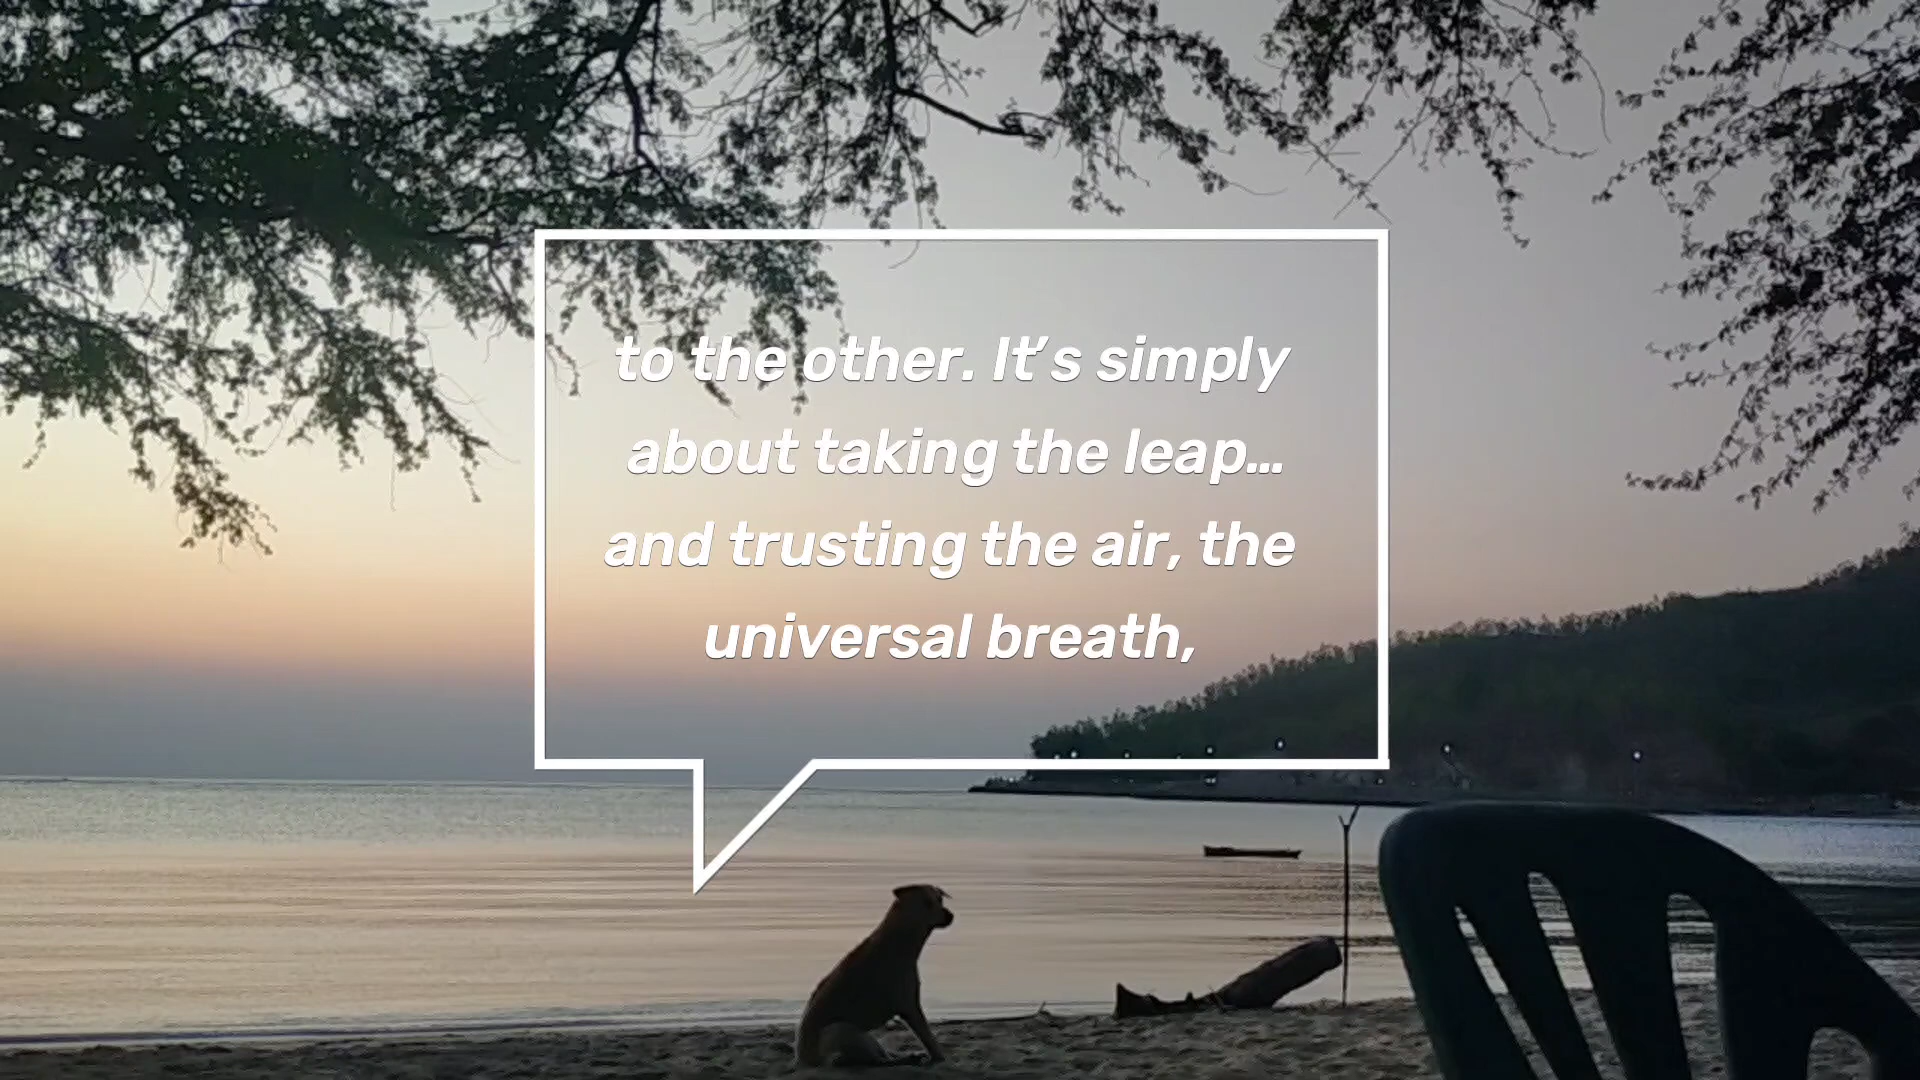 to the other. It’s simply
about taking the leap…
and trusting the air, the
universal breath,